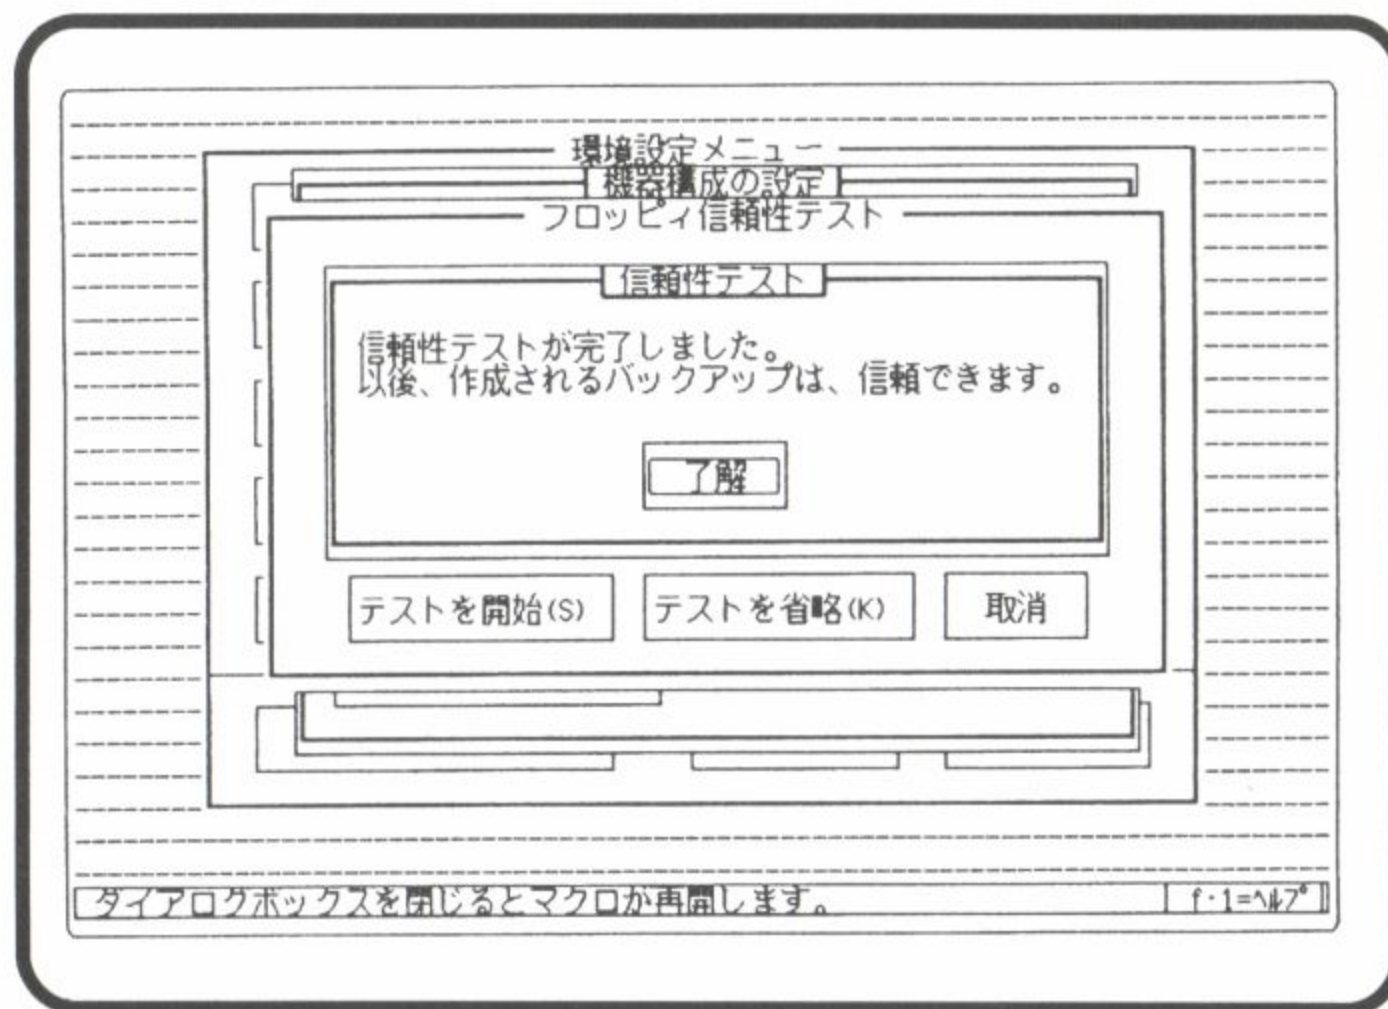 環境設定メニュー
機器構成の設定
フロッピィ信頼性テスト
信頼性テスト
信頼性テストが完了しました。
以後、作成されるバックアップは、信頼できます。
了解
テストを開始(S) テストを省略(K) 取消
ダイアログボックスを閉じるとマクロが再開します。 f・1=ヘルプ